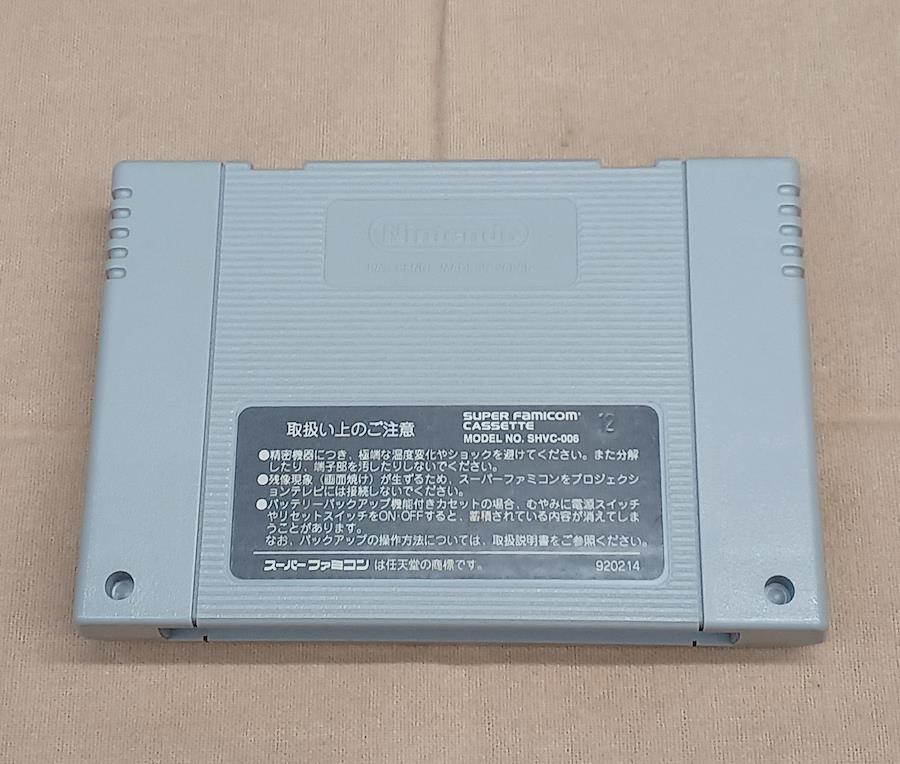 Nintendo
取扱い上のご注意
SUPER FAMICOM
CASSETTE
MODEL NO. SHVC-006
12
●精密機器につき、極端な温度変化やショックを避けてください。また分解
したり、端子部を汚したりしないでください。
●残像現象（画面焼け）が生ずるため、スーパーファミコンをプロジェクシ
ョンテレビには接続しないでください。
●バッテリーバックアップ機能付きカセットの場合、むやみに電源スイッチ
やリセットスイッチをON・OFFすると、蓄積されている内容が消えてしま
うことがあります。
なお、バックアップの操作方法については、取扱説明書をご参照ください。
スーパーファミコン は任天堂の商標です。
920214